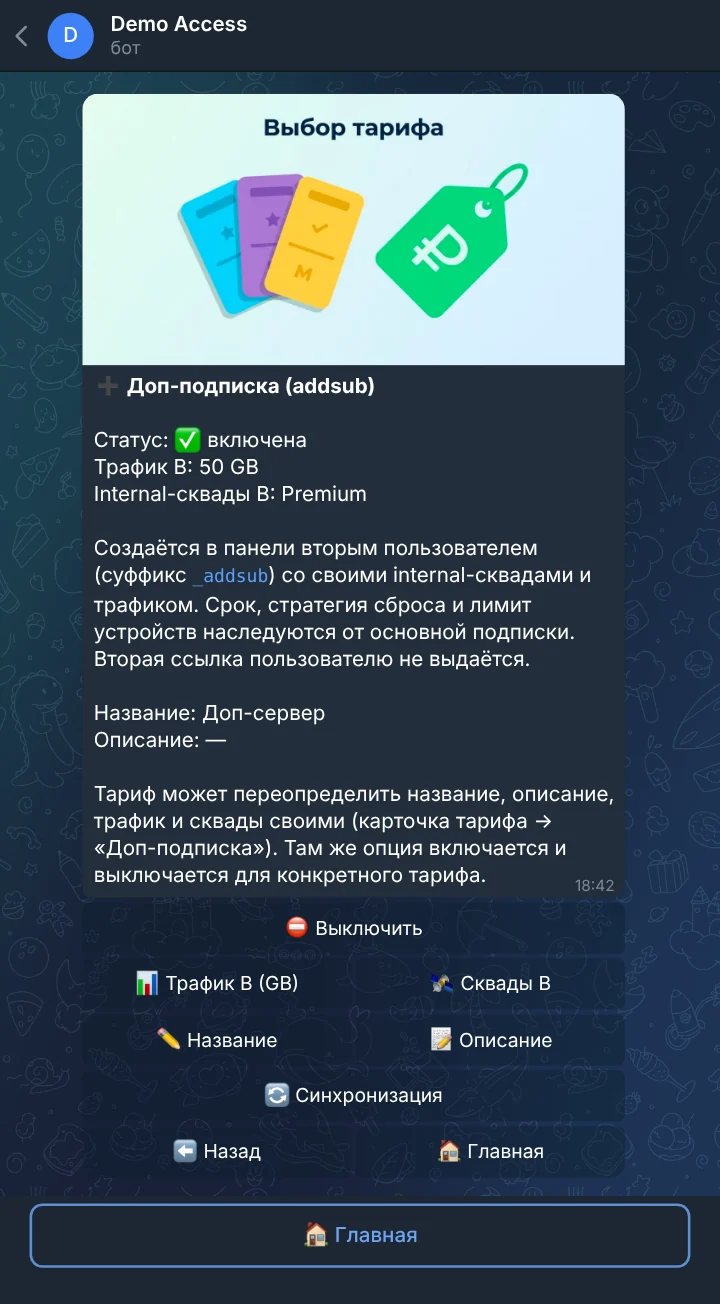 D
Demo Access
бот
Выбор тарифа
M
➕ Доп-подписка (addsub)
Статус: ✅ включена
Трафик B: 50 GB
Internal-сквады B: Premium
Создаётся в панели вторым пользователем
(суффикс _addsub) со своими internal-сквадами и
трафиком. Срок, стратегия сброса и лимит
устройств наследуются от основной подписки.
Вторая ссылка пользователю не выдаётся.
Название: Доп-сервер
Описание: —
Тариф может переопределить название, описание,
трафик и сквады своими (карточка тарифа →
«Доп-подписка»). Там же опция включается и
выключается для конкретного тарифа.
18:42
⛔ Выключить
📊 Трафик B (GB)
🛰 Сквады B
✏️ Название
📝 Описание
🔄 Синхронизация
⬅️ Назад
🏠 Главная
🏠 Главная